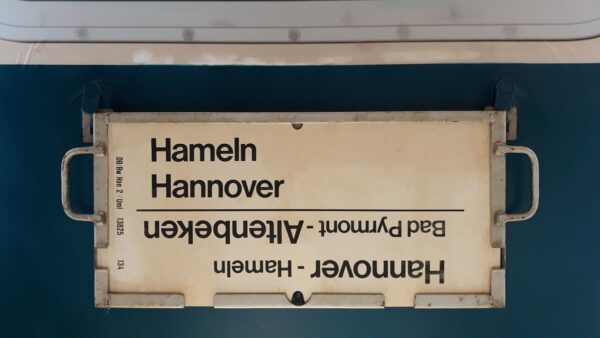 Hameln
Hannover
Hannover - Hameln
Bad Pyrmont - Altenbeken
DB Bw Han 2 / Uml 13825 134